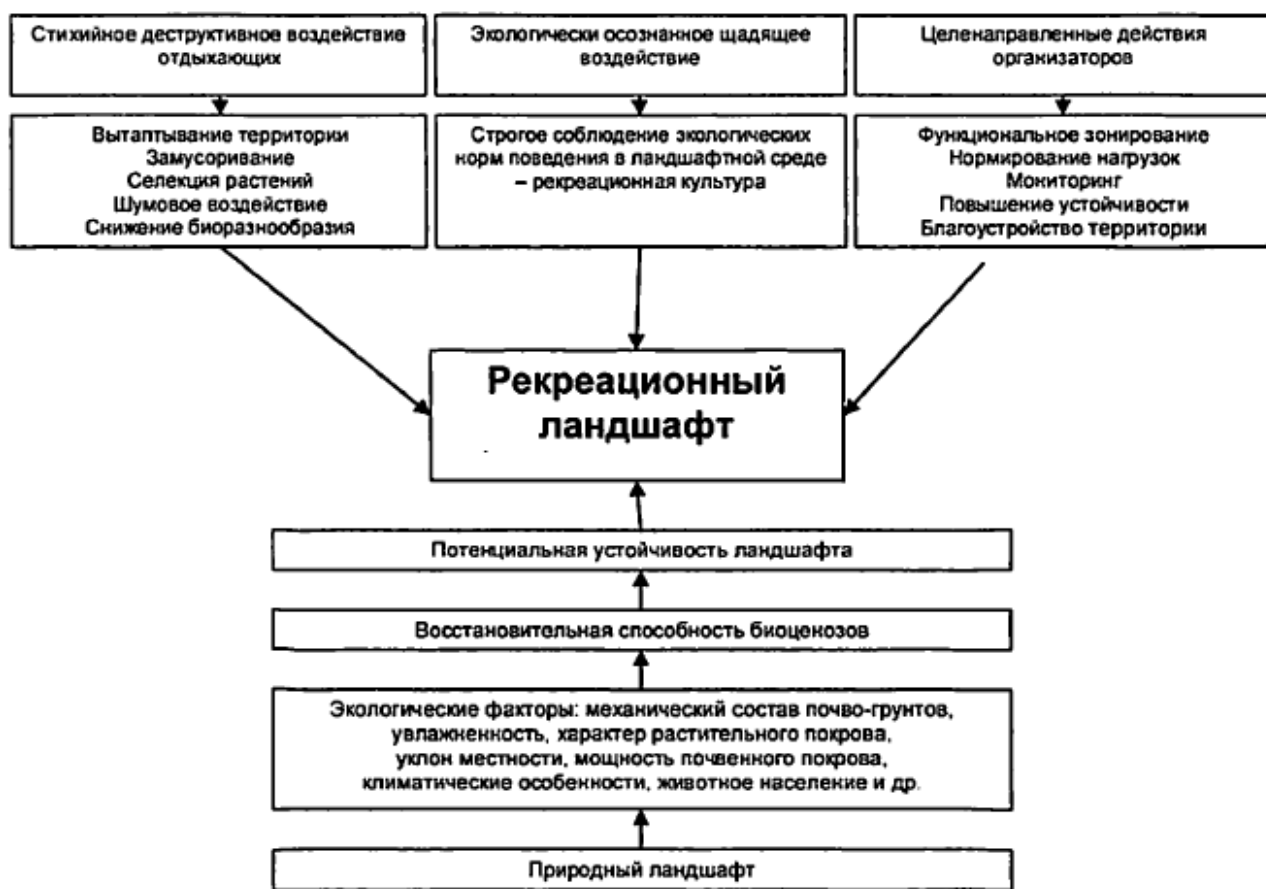 Стихийное деструктивное воздействие
отдыхающих
Экологически осознанное щадящее
воздействие
Целенаправленные действия
организаторов
Вытаптывание территории
Замусоривание
Селекция растений
Шумовое воздействие
Снижение биоразнообразия
Строгое соблюдение экологических
норм поведения в ландшафтной среде
– рекреационная культура
Функциональное зонирование
Нормирование нагрузок
Мониторинг
Повышение устойчивости
Благоустройство территории
Рекреационный
ландшафт
Потенциальная устойчивость ландшафта
Восстановительная способность биоценозов
Экологические факторы: механический состав почво-грунтов,
увлажненность, характер растительного покрова,
уклон местности, мощность почвенного покрова,
климатические особенности, животное население и др.
Природный ландшафт